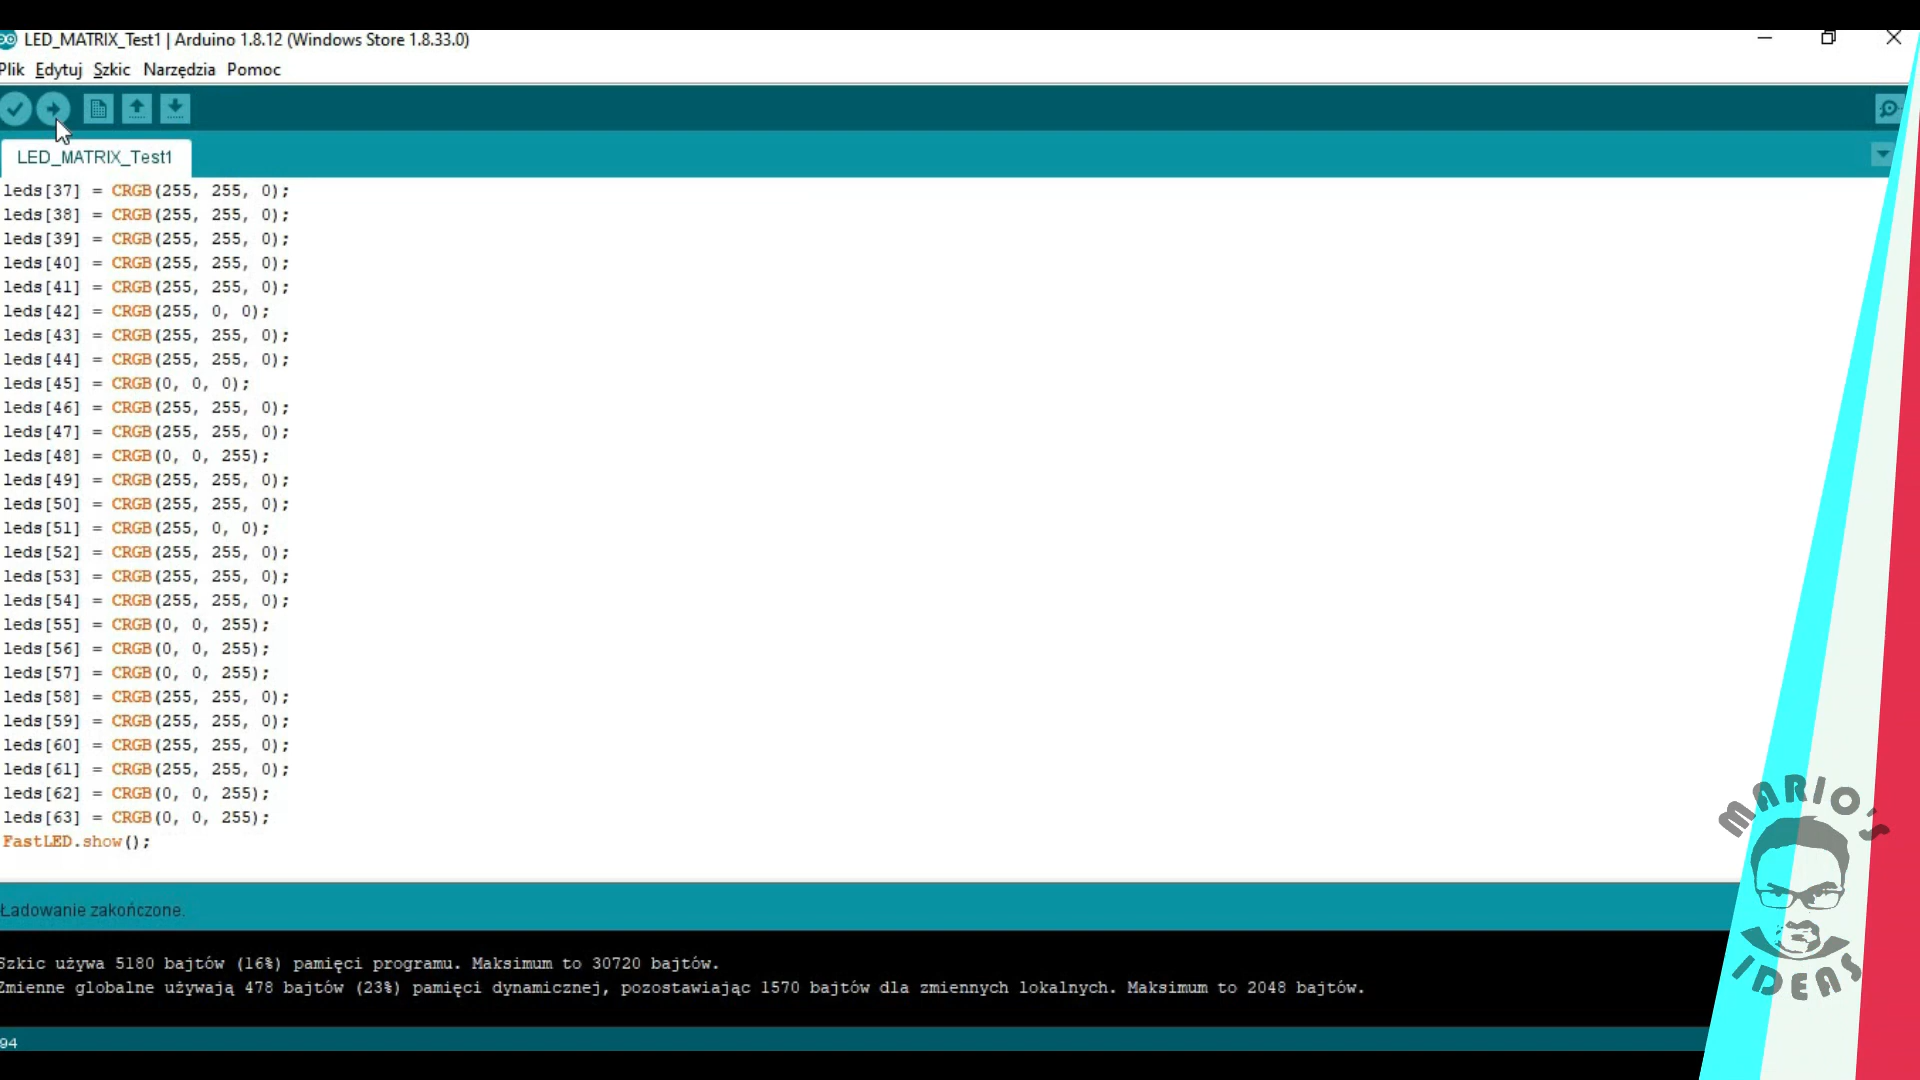 LED_MATRIX_Test1 | Arduino 1.8.12 (Windows Store 1.8.33.0)
Plik Edytuj Szkic Narzędzia Pomoc
LED_MATRIX_Test1
leds[37] = CRGB(255, 255, 0);
leds[38] = CRGB(255, 255, 0);
leds[39] = CRGB(255, 255, 0);
leds[40] = CRGB(255, 255, 0);
leds[41] = CRGB(255, 255, 0);
leds[42] = CRGB(255, 0, 0);
leds[43] = CRGB(255, 255, 0);
leds[44] = CRGB(255, 255, 0);
leds[45] = CRGB(0, 0, 0);
leds[46] = CRGB(255, 255, 0);
leds[47] = CRGB(255, 255, 0);
leds[48] = CRGB(0, 0, 255);
leds[49] = CRGB(255, 255, 0);
leds[50] = CRGB(255, 255, 0);
leds[51] = CRGB(255, 0, 0);
leds[52] = CRGB(255, 255, 0);
leds[53] = CRGB(255, 255, 0);
leds[54] = CRGB(255, 255, 0);
leds[55] = CRGB(0, 0, 255);
leds[56] = CRGB(0, 0, 255);
leds[57] = CRGB(0, 0, 255);
leds[58] = CRGB(255, 255, 0);
leds[59] = CRGB(255, 255, 0);
leds[60] = CRGB(255, 255, 0);
leds[61] = CRGB(255, 255, 0);
leds[62] = CRGB(0, 0, 255);
leds[63] = CRGB(0, 0, 255);
FastLED.show();
Ładowanie zakończone.
Szkic używa 5180 bajtów (16%) pamięci programu. Maksimum to 30720 bajtów.
Zmienne globalne używają 478 bajtów (23%) pamięci dynamicznej, pozostawiając 1570 bajtów dla zmiennych lokalnych. Maksimum to 2048 bajtów.
94
MARIO'S
IDEAS